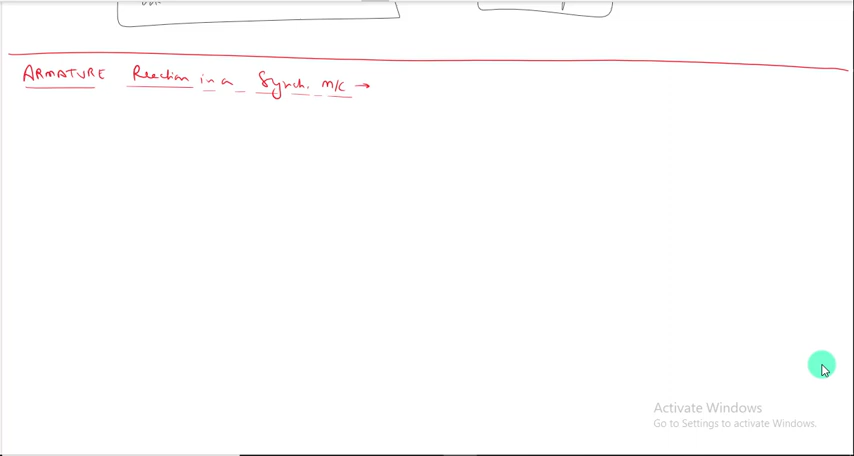 ARMATURE Reaction in a Synch. M/C →
Activate Windows
Go to Settings to activate Windows.